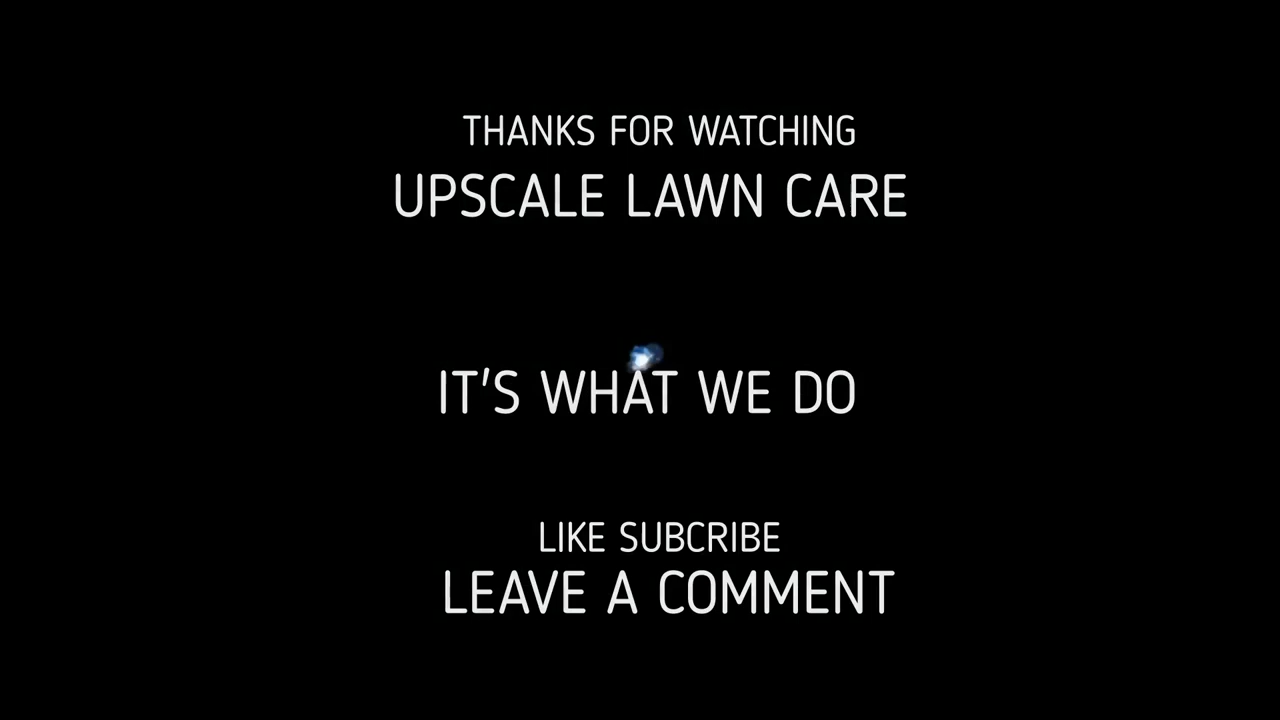 THANKS FOR WATCHING
UPSCALE LAWN CARE
IT'S WHAT WE DO
LIKE SUBCRIBE
LEAVE A COMMENT